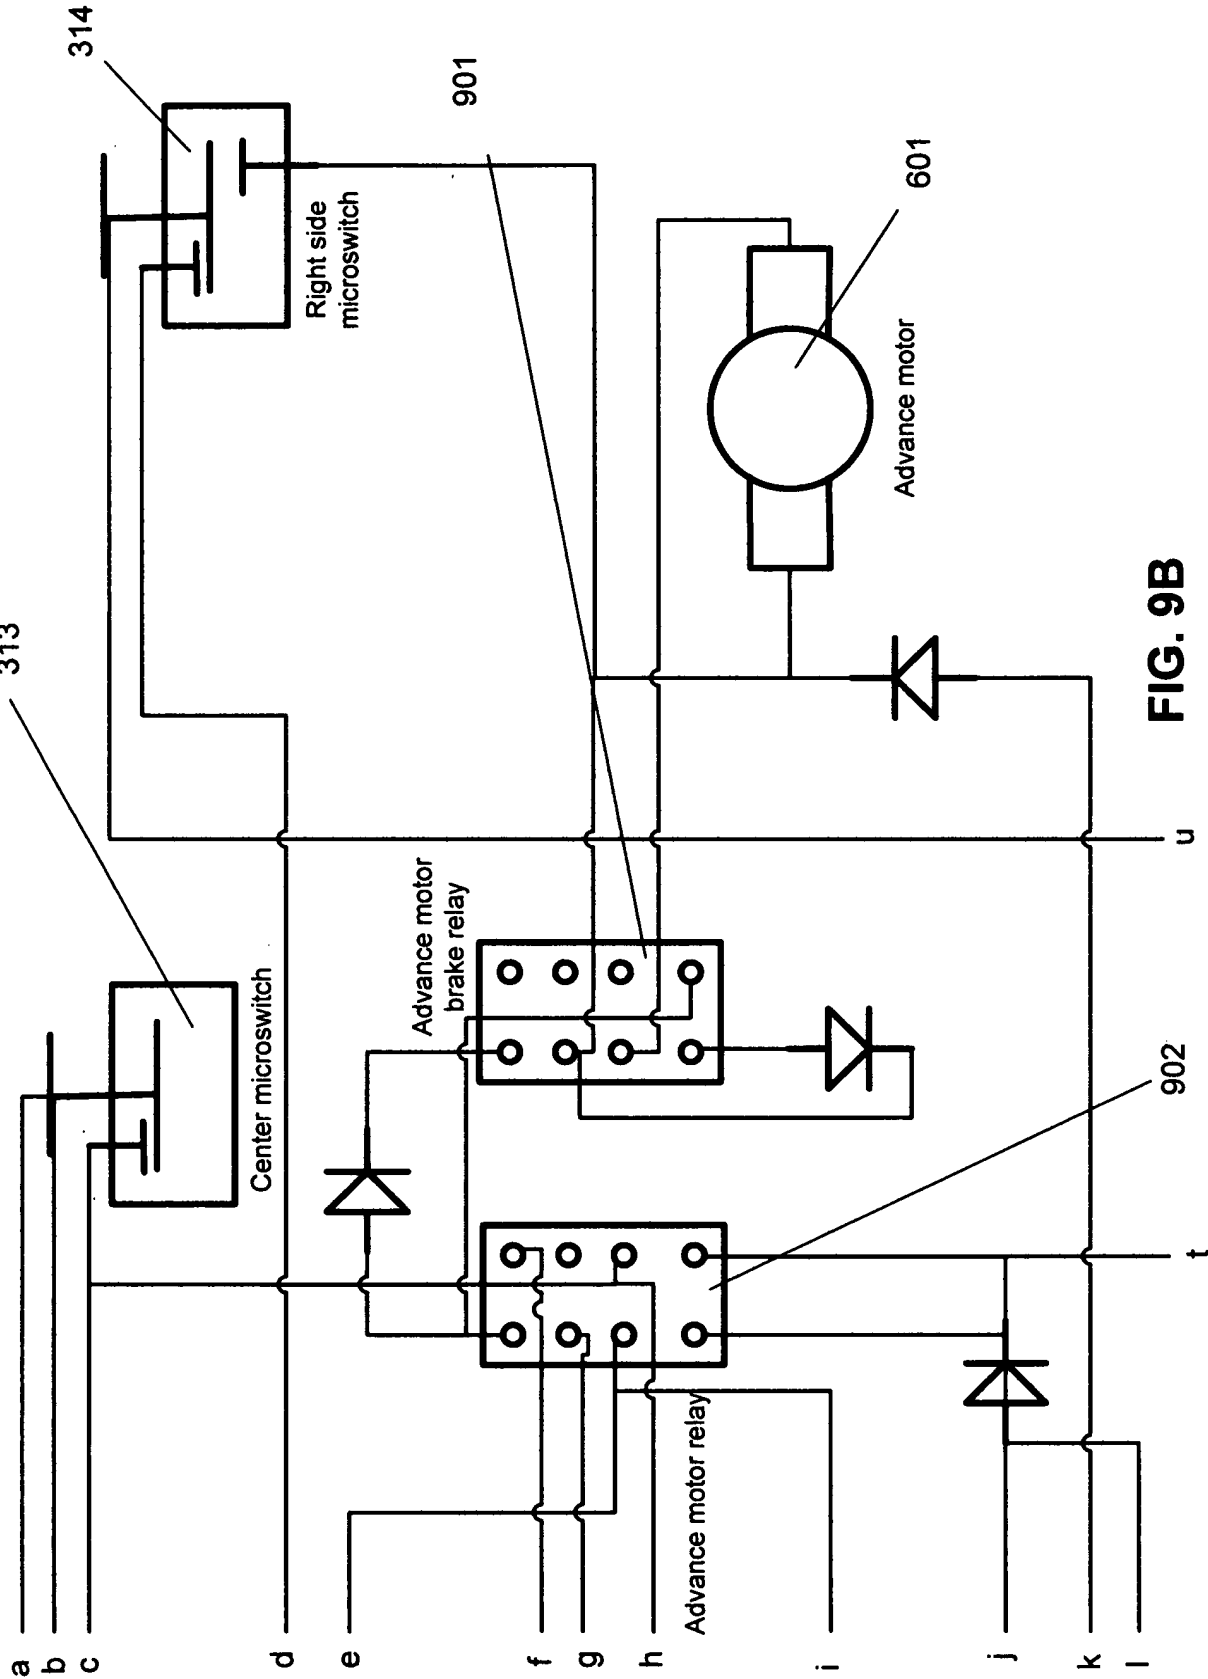 313
314
901
601
902
Center microswitch
Right side
microswitch
Advance motor
brake relay
Advance motor relay
Advance motor
a
b
c
d
e
f
g
h
i
j
k
l
t
u
FIG. 9B